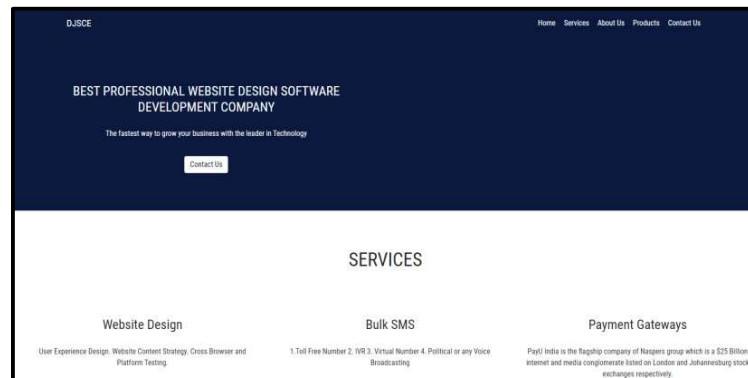 DJSCE
Home Services About Us Products Contact Us
BEST PROFESSIONAL WEBSITE DESIGN SOFTWARE
DEVELOPMENT COMPANY
The fastest way to grow your business with the leader in Technology
Contact Us
SERVICES
Website Design
User Experience Design. Website Content Strategy. Cross Browser and
Platform Testing.
Bulk SMS
1.Toll Free Number 2. IVR 3. Virtual Number 4. Political or any Voice
Broadcasting
Payment Gateways
PayU India is the flagship company of Naspers group which is a $25 Billion
internet and media conglomerate listed on London and Johannesburg stock
exchanges respectively.